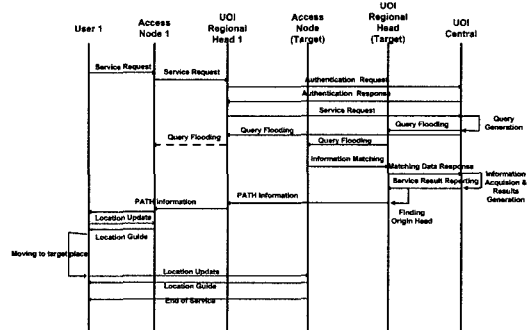 User 1
Access
Node 1
UOI
Regional
Head 1
Access
Node
(Target)
UOI
Regional
Head
(Target)
UOI
Central
Service Request
Service Request
Authentication Request
Authentication Response
Service Request
Query
Generation
Query Flooding
Query Flooding
Query Flooding
Query Flooding
Information Matching
Matching Data Response
Information
Acquision &
Results
Generation
Service Result Reporting
PATH Information
PATH Information
Finding
Origin Head
Location Update
Location Guide
Moving to target place
Location Update
Location Guide
End of Service